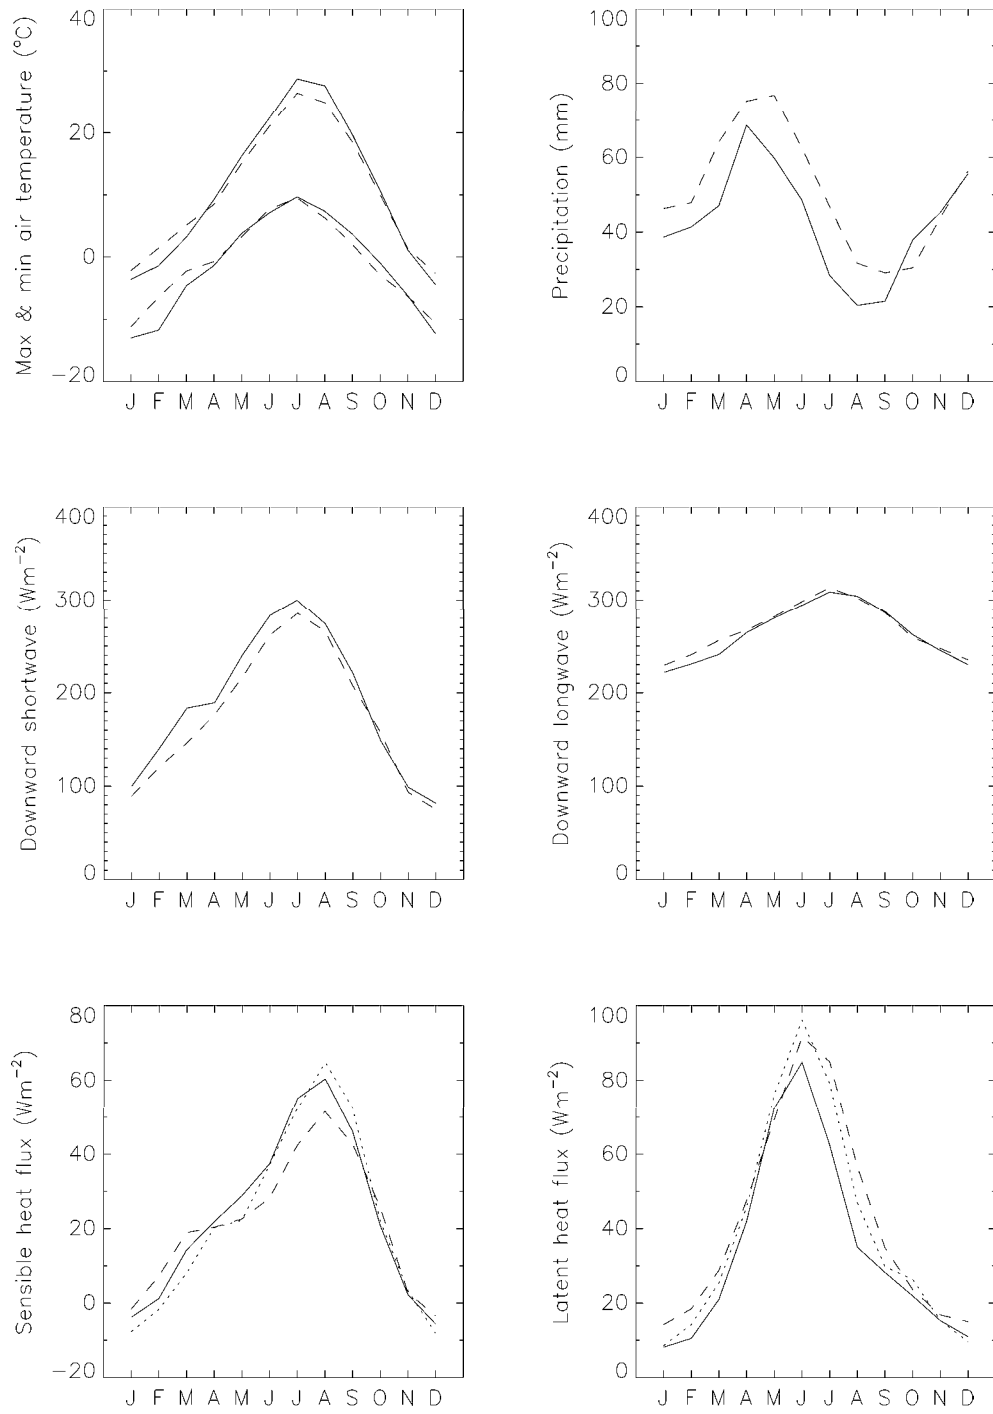 Max & min air temperature (°C)
40
20
0
−20
J F M A M J J A S O N D
Precipitation (mm)
100
80
60
40
20
0
J F M A M J J A S O N D
Downward shortwave (Wm⁻²)
400
300
200
100
0
J F M A M J J A S O N D
Downward longwave (Wm⁻²)
400
300
200
100
0
J F M A M J J A S O N D
Sensible heat flux (Wm⁻²)
80
60
40
20
0
−20
J F M A M J J A S O N D
Latent heat flux (Wm⁻²)
100
80
60
40
20
0
J F M A M J J A S O N D